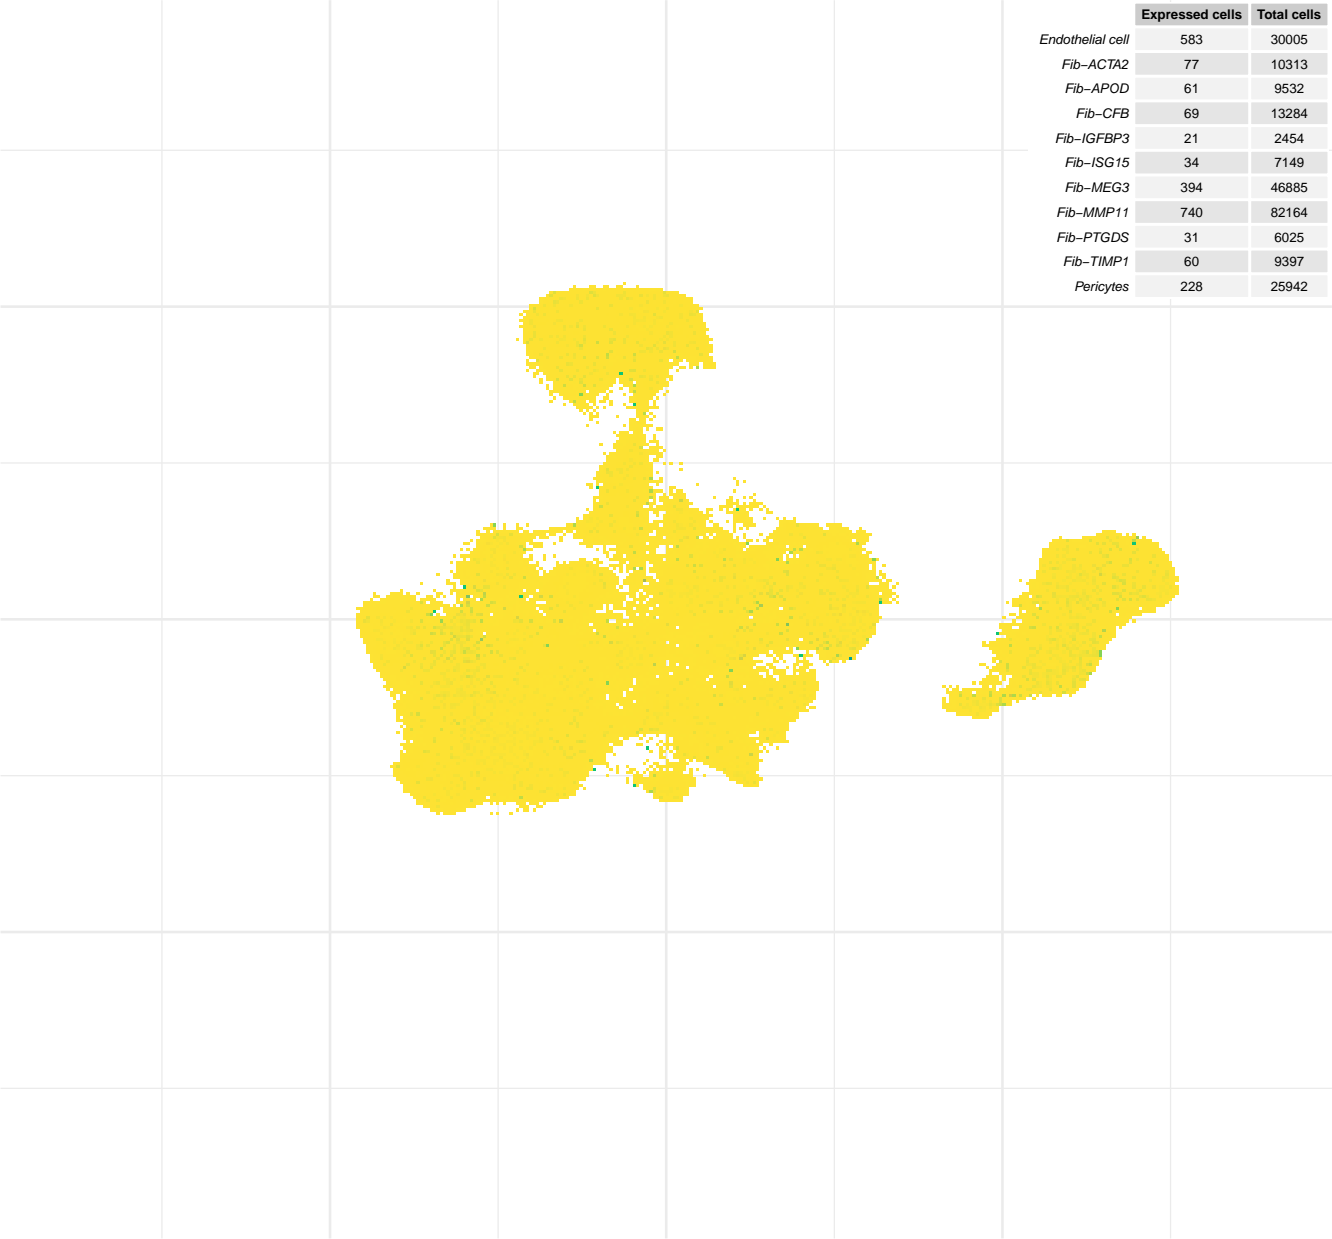 Expressed cells Total cells
Endothelial cell 583 30005
Fib−ACTA2 77 10313
Fib−APOD 61 9532
Fib−CFB 69 13284
Fib−IGFBP3 21 2454
Fib−ISG15 34 7149
Fib−MEG3 394 46885
Fib−MMP11 740 82164
Fib−PTGDS 31 6025
Fib−TIMP1 60 9397
Pericytes 228 25942